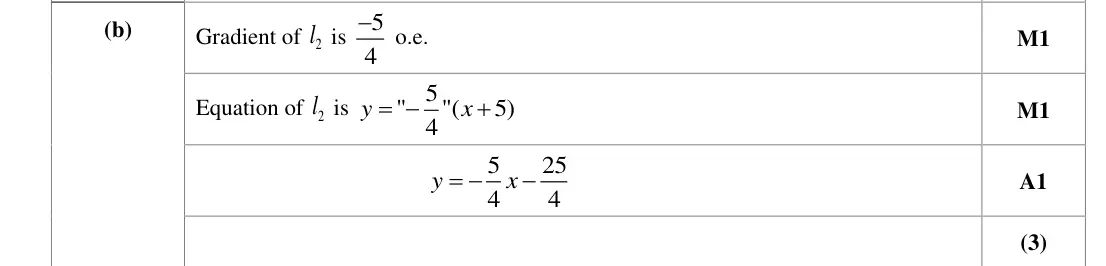 (b) Gradient of l₂ is −5/4 o.e. M1
Equation of l₂ is y = "−5/4"(x + 5) M1
y = −5/4 x − 25/4 A1
(3)